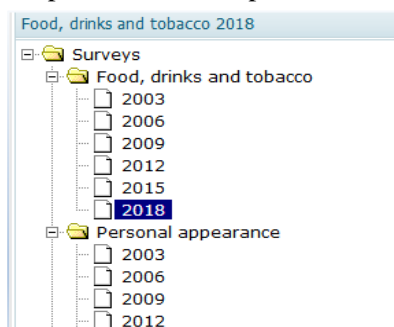 Food, drinks and tobacco 2018
Surveys
Food, drinks and tobacco
2003
2006
2009
2012
2015
2018
Personal appearance
2003
2006
2009
2012